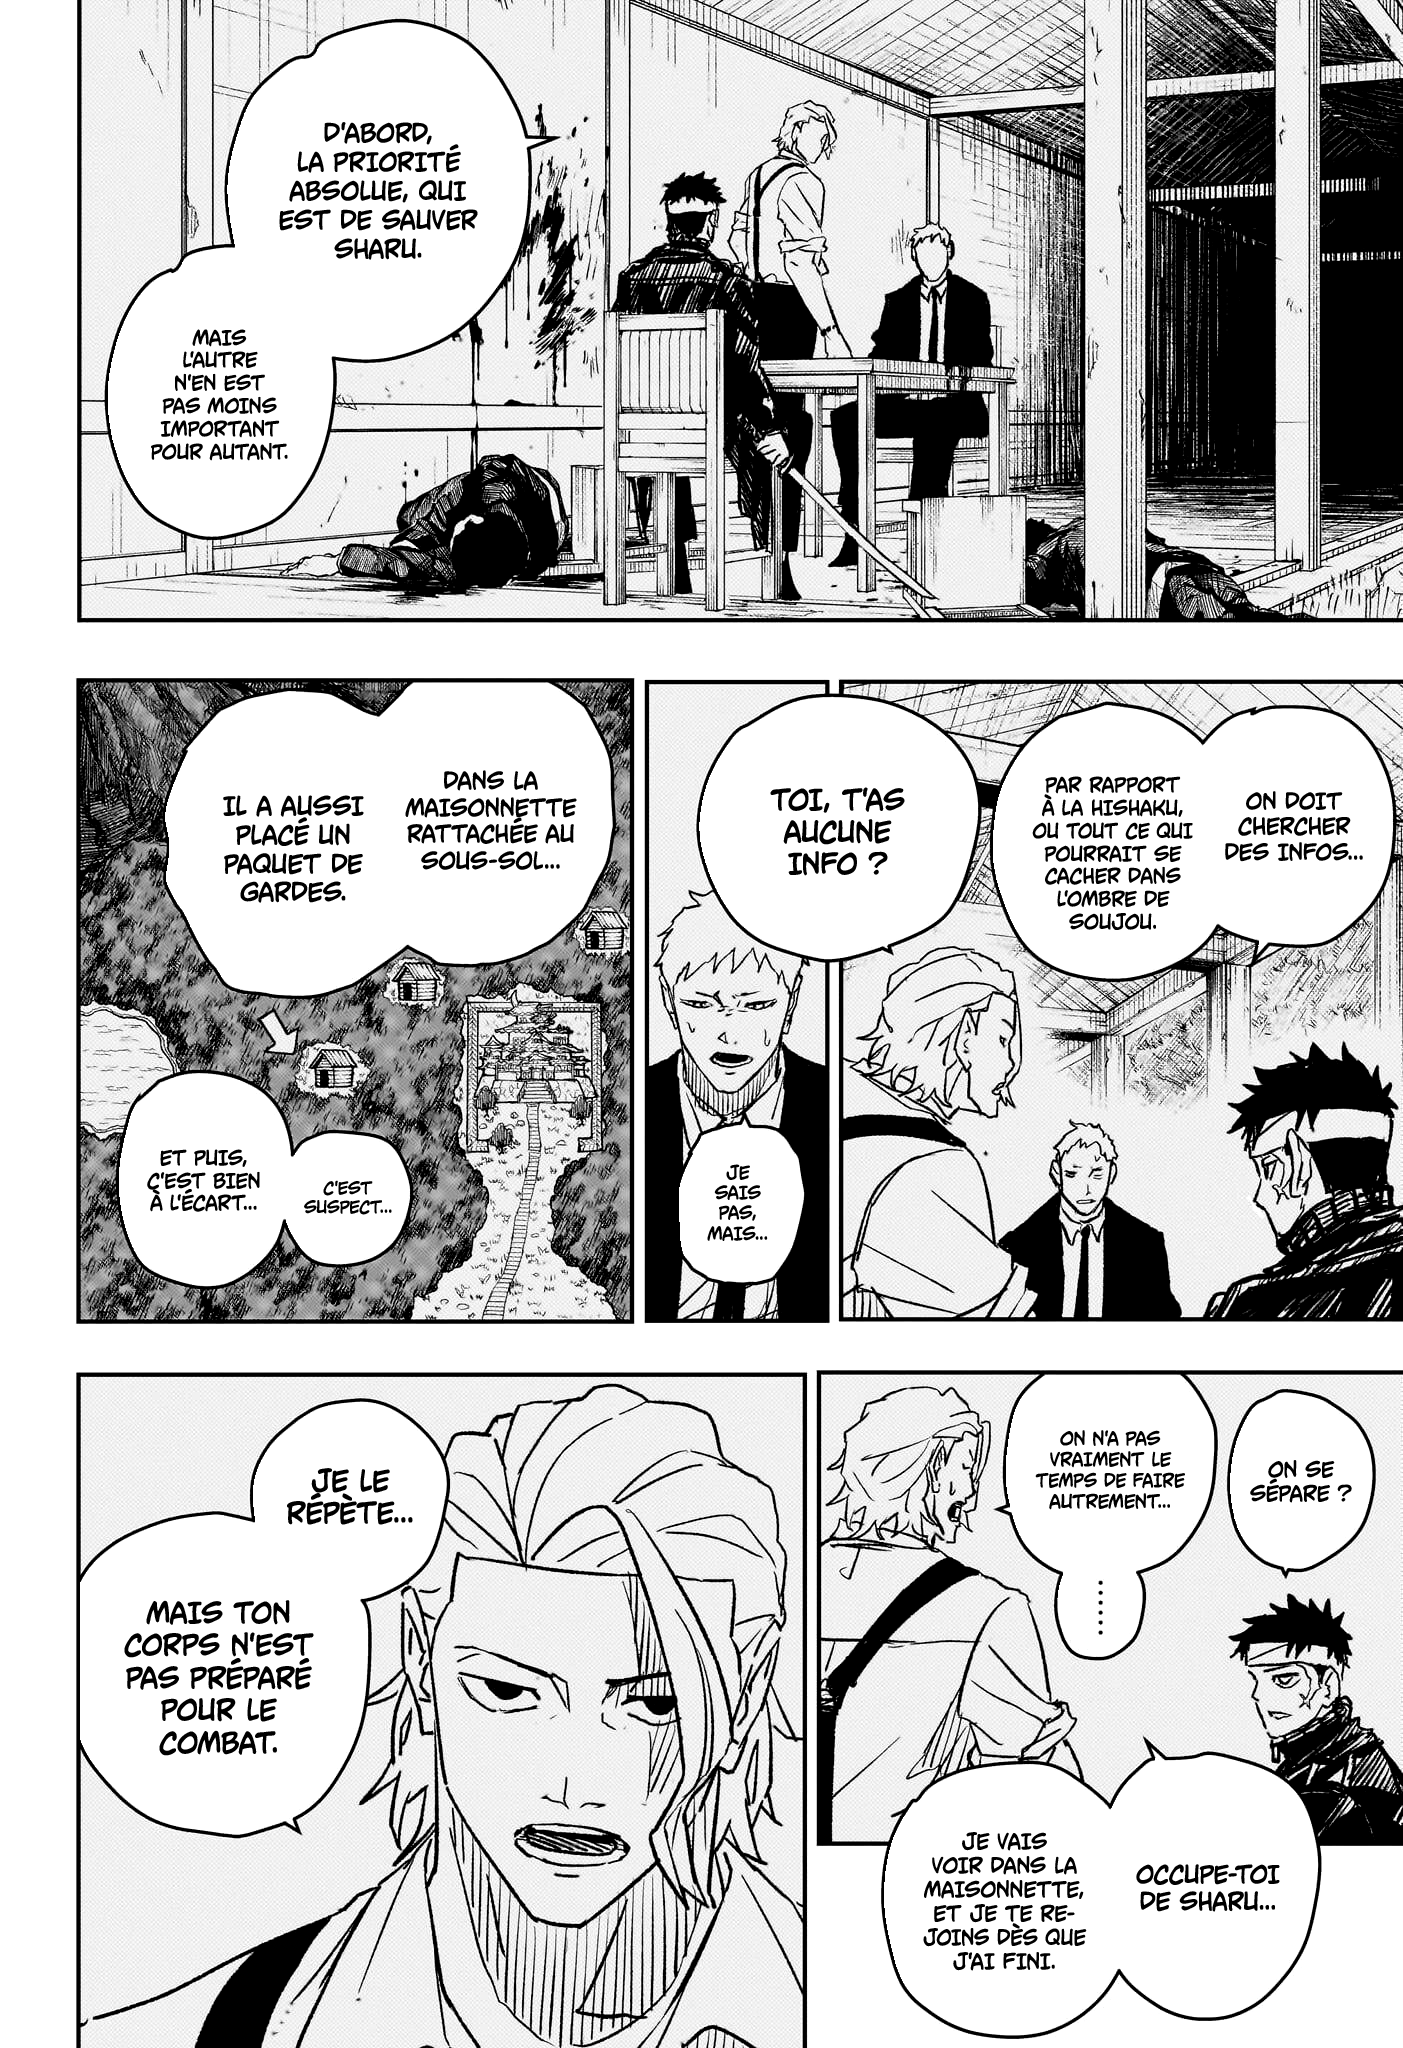 D'ABORD,
LA PRIORITÉ
ABSOLUE, QUI
EST DE SAUVER
SHARU.
MAIS
L'AUTRE
N'EN EST
PAS MOINS
IMPORTANT
POUR AUTANT.
ON DOIT
CHERCHER
DES INFOS...
PAR RAPPORT
À LA HISHAKU,
OU TOUT CE QUI
POURRAIT SE
CACHER DANS
L'OMBRE DE
SOUJOU.
TOI, T'AS
AUCUNE
INFO ?
JE
SAIS
PAS,
MAIS...
DANS LA
MAISONNETTE
RATTACHÉE AU
SOUS-SOL...
IL A AUSSI
PLACÉ UN
PAQUET DE
GARDES.
C'EST
SUSPECT...
ET PUIS,
C'EST BIEN
À L'ÉCART...
ON SE
SÉPARE ?
ON N'A PAS
VRAIMENT LE
TEMPS DE FAIRE
AUTREMENT...
......
OCCUPE-TOI
DE SHARU...
JE VAIS
VOIR DANS LA
MAISONNETTE,
ET JE TE RE-
JOINS DÈS QUE
J'AI FINI.
JE LE
RÉPÈTE...
MAIS TON
CORPS N'EST
PAS PRÉPARÉ
POUR LE
COMBAT.